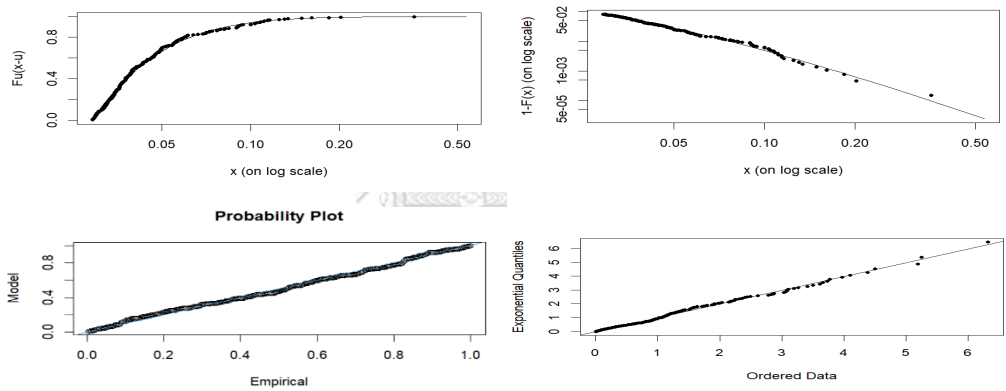 Fu(x-u)
0.8
0.4
0.0
0.05 0.10 0.20 0.50
x (on log scale)
1-F(x) (on log scale)
5e-02
1e-03
5e-05
0.05 0.10 0.20 0.50
x (on log scale)
Probability Plot
Model
0.8
0.4
0.0
0.0 0.2 0.4 0.6 0.8 1.0
Empirical
Exponential Quantiles
6
5
4
3
2
1
0
0 1 2 3 4 5 6
Ordered Data